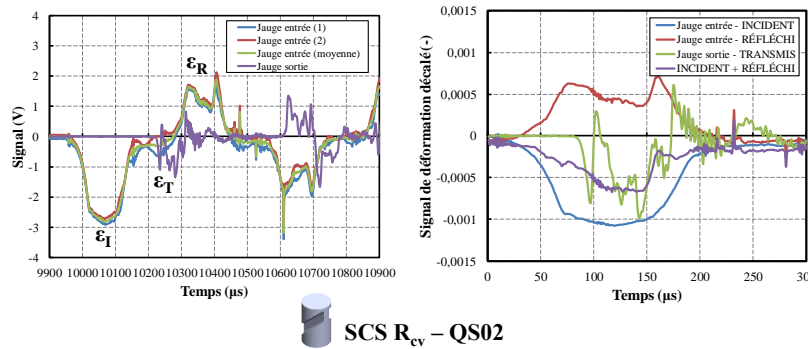 4
3
2
1
0
-1
-2
-3
-4
Signal (V)
9900 10000 10100 10200 10300 10400 10500 10600 10700 10800 10900
Temps (µs)
Jauge entrée (1)
Jauge entrée (2)
Jauge entrée (moyenne)
Jauge sortie
εR
εT
εI
0,0015
0,001
0,0005
0
-0,0005
-0,001
-0,0015
Signal de déformation décalé (-)
0 50 100 150 200 250 300
Temps (µs)
Jauge entrée - INCIDENT
Jauge entrée - RÉFLÉCHI
Jauge sortie - TRANSMIS
INCIDENT + RÉFLÉCHI
SCS Rcv – QS02